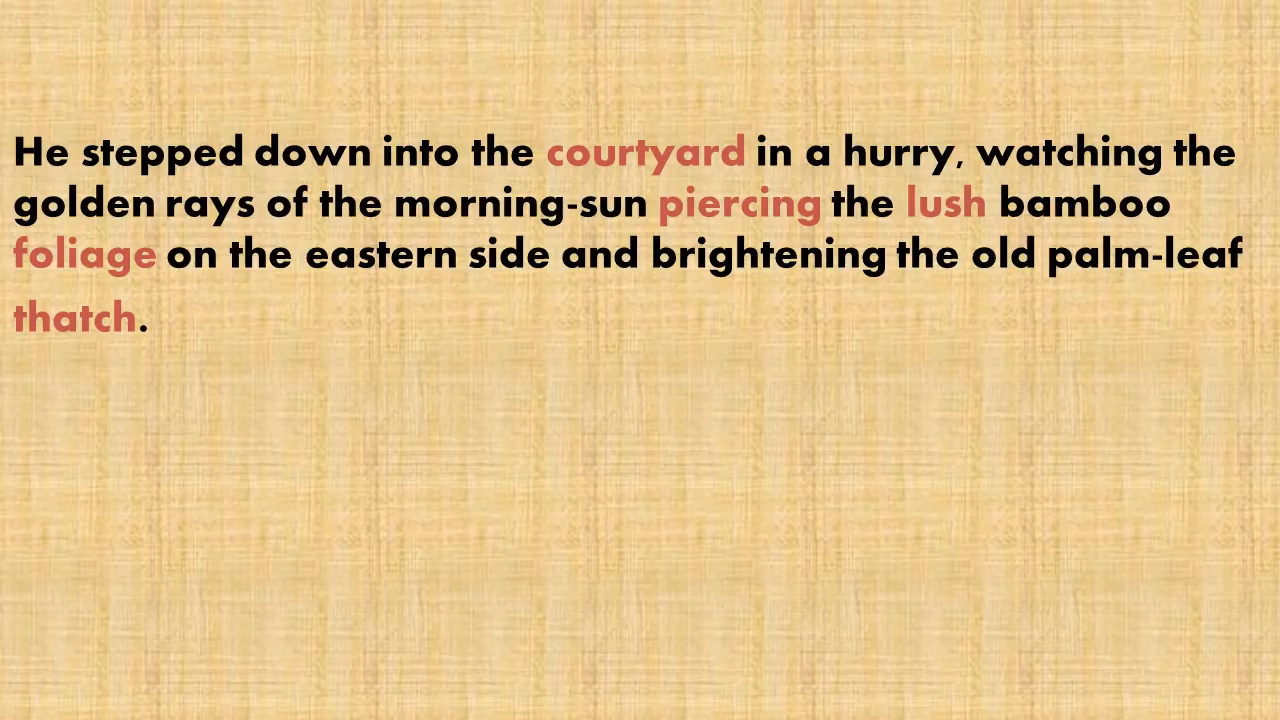 He stepped down into the courtyard in a hurry, watching the
golden rays of the morning-sun piercing the lush bamboo
foliage on the eastern side and brightening the old palm-leaf
thatch.